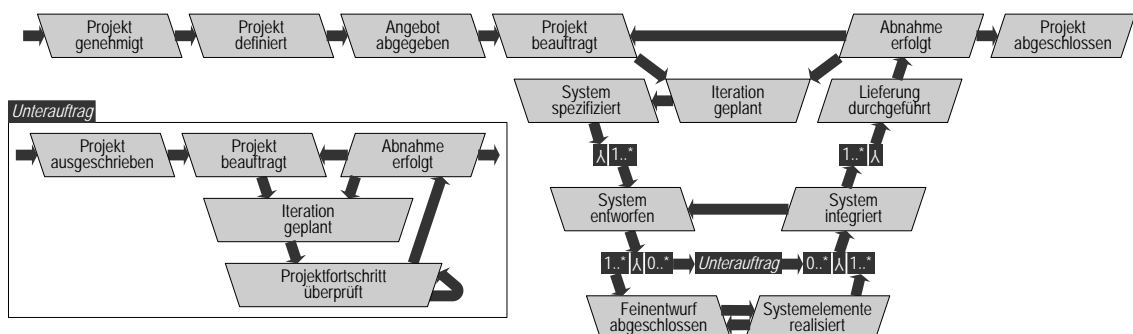 Projekt
genehmigt
Projekt
definiert
Angebot
abgegeben
Projekt
beauftragt
Abnahme
erfolgt
Projekt
abgeschlossen
System
spezifiziert
Iteration
geplant
Lieferung
durchgeführt
Unterauftrag
Projekt
ausgeschrieben
Projekt
beauftragt
Abnahme
erfolgt
Iteration
geplant
Projektfortschritt
überprüft
1..*
1..*
System
entworfen
System
integriert
1..*
0..*
Unterauftrag
0..*
1..*
Feinentwurf
abgeschlossen
Systemelemente
realisiert